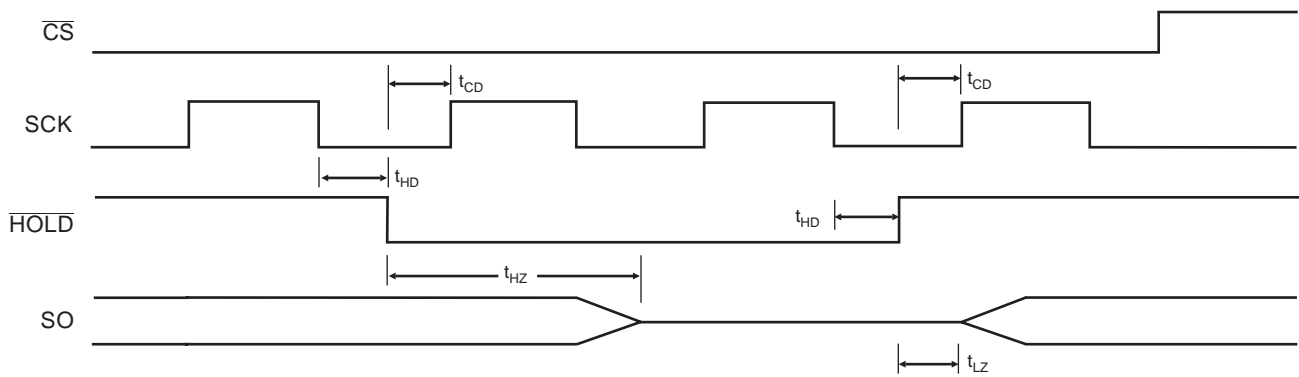 CS
t_CD
t_CD
SCK
t_HD
HOLD
t_HD
t_HZ
SO
t_LZ